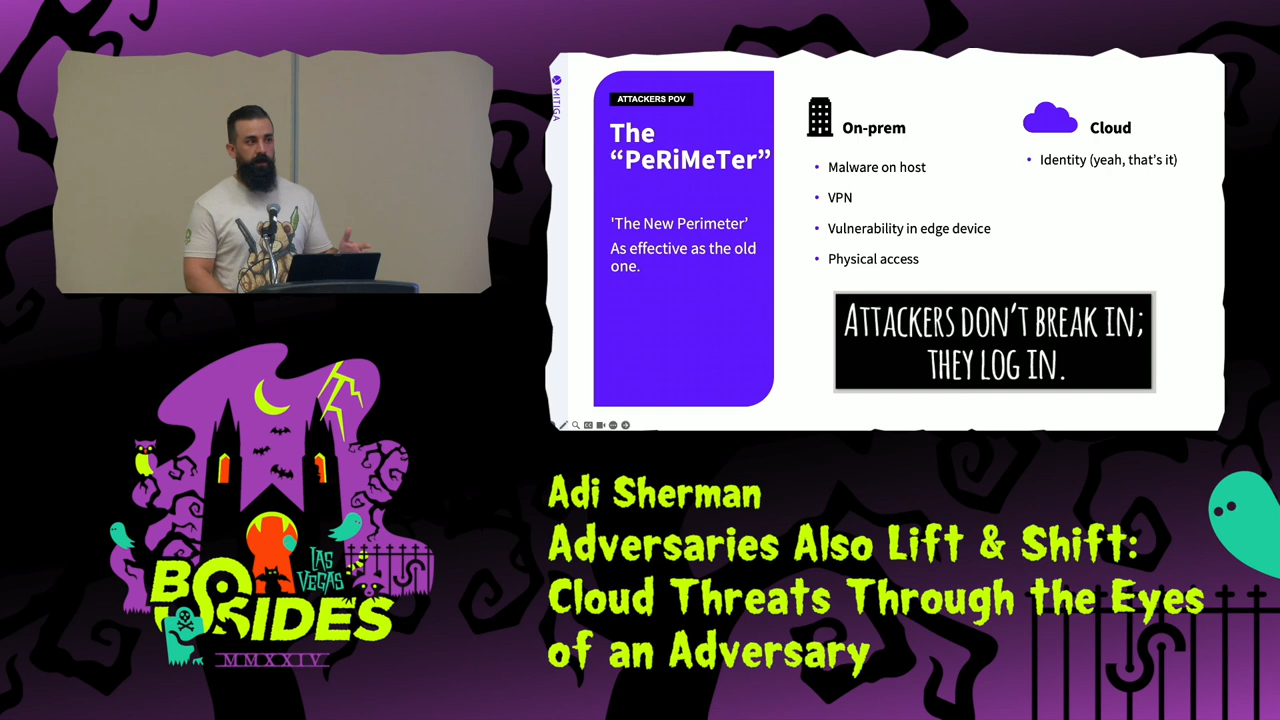 MITIGA
ATTACKERS POV
The
“PeRiMeTer”
'The New Perimeter’
As effective as the old
one.
On-prem
• Malware on host
• VPN
• Vulnerability in edge device
• Physical access
Cloud
• Identity (yeah, that’s it)
ATTACKERS DON’T BREAK IN;
THEY LOG IN.
BSIDES
LAS
VEGAS
MMXXIV
Adi Sherman
Adversaries Also Lift & Shift:
Cloud Threats Through the Eyes
of an Adversary